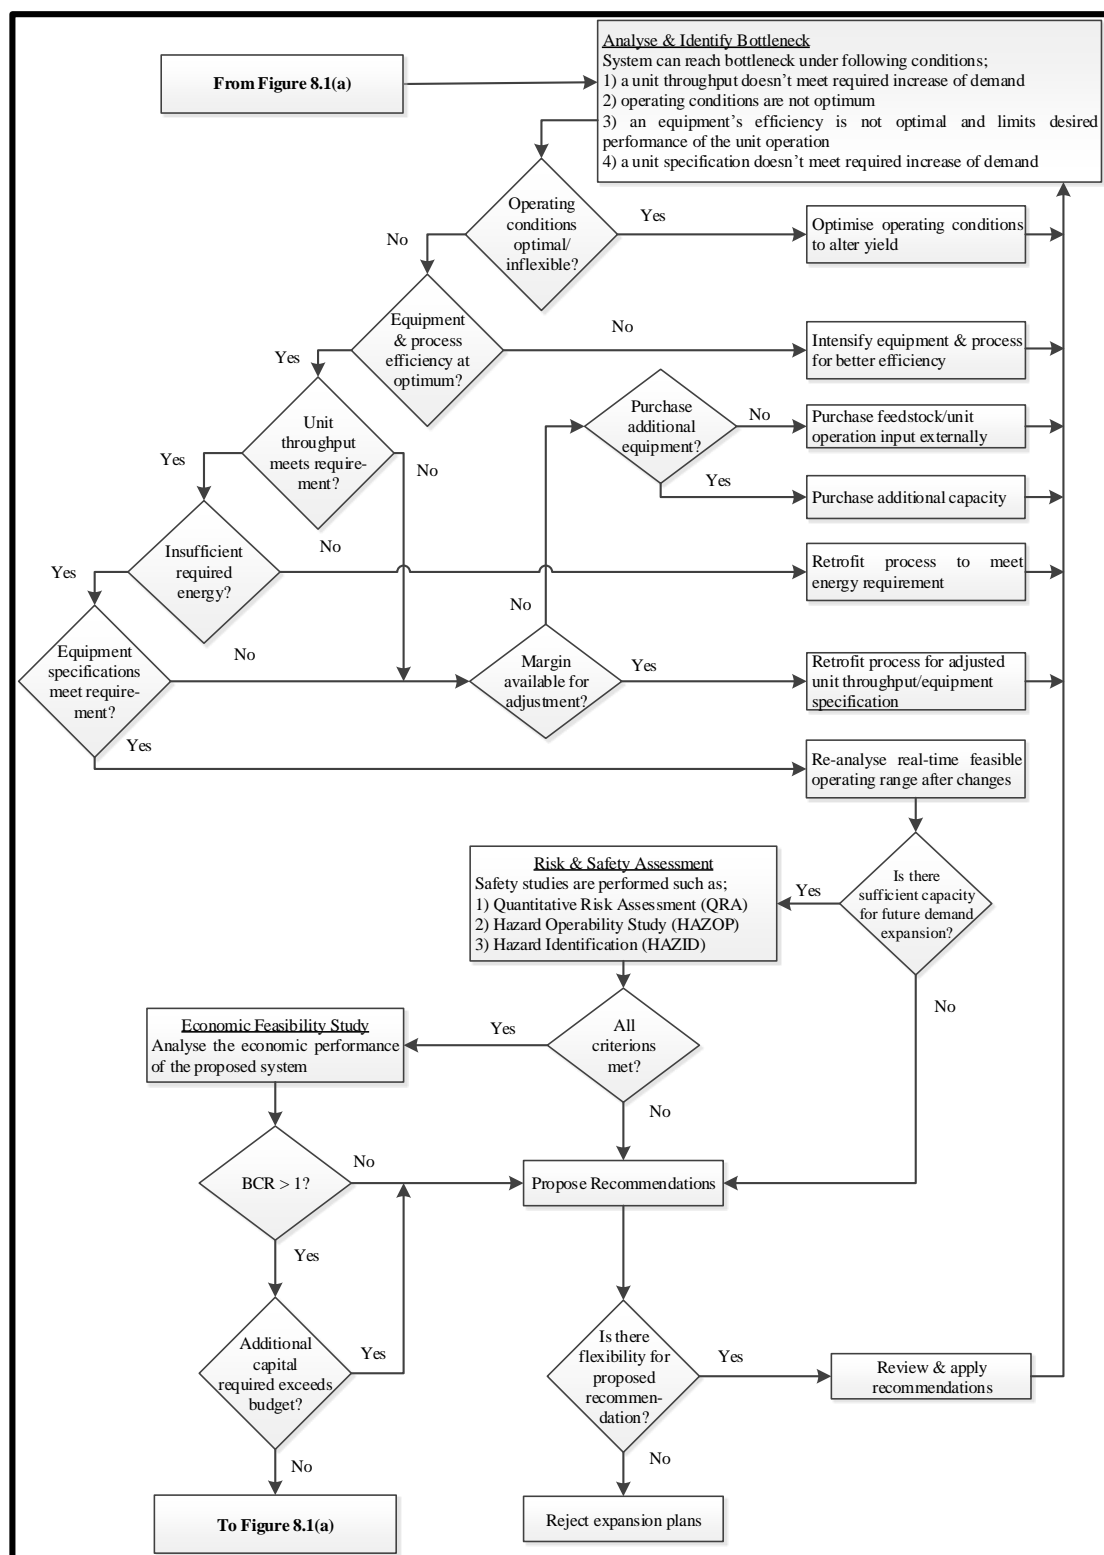 From Figure 8.1(a)
Analyse & Identify Bottleneck
System can reach bottleneck under following conditions;
1) a unit throughput doesn't meet required increase of demand
2) operating conditions are not optimum
3) an equipment's efficiency is not optimal and limits desired
performance of the unit operation
4) a unit specification doesn't meet required increase of demand
Operating
conditions
optimal/
inflexible?
Yes
No
Optimise operating conditions
to alter yield
Equipment
& process
efficiency at
optimum?
No
Yes
Intensify equipment & process
for better efficiency
Unit
throughput
meets require-
ment?
Yes
No
Purchase
additional
equipment?
No
Yes
Purchase feedstock/unit
operation input externally
Purchase additional capacity
Insufficient
required
energy?
No
Yes
Retrofit process to meet
energy requirement
Equipment
specifications
meet require-
ment?
No
Yes
Margin
available for
adjustment?
No
Yes
Retrofit process for adjusted
unit throughput/equipment
specification
Re-analyse real-time feasible
operating range after changes
Is there
sufficient capacity
for future demand
expansion?
Yes
No
Risk & Safety Assessment
Safety studies are performed such as;
1) Quantitative Risk Assessment (QRA)
2) Hazard Operability Study (HAZOP)
3) Hazard Identification (HAZID)
All
criterions
met?
Yes
No
Economic Feasibility Study
Analyse the economic performance
of the proposed system
BCR > 1?
No
Yes
Propose Recommendations
Additional
capital
required exceeds
budget?
Yes
No
Is there
flexibility for
proposed
recommen-
dation?
Yes
No
Review & apply
recommendations
To Figure 8.1(a)
Reject expansion plans